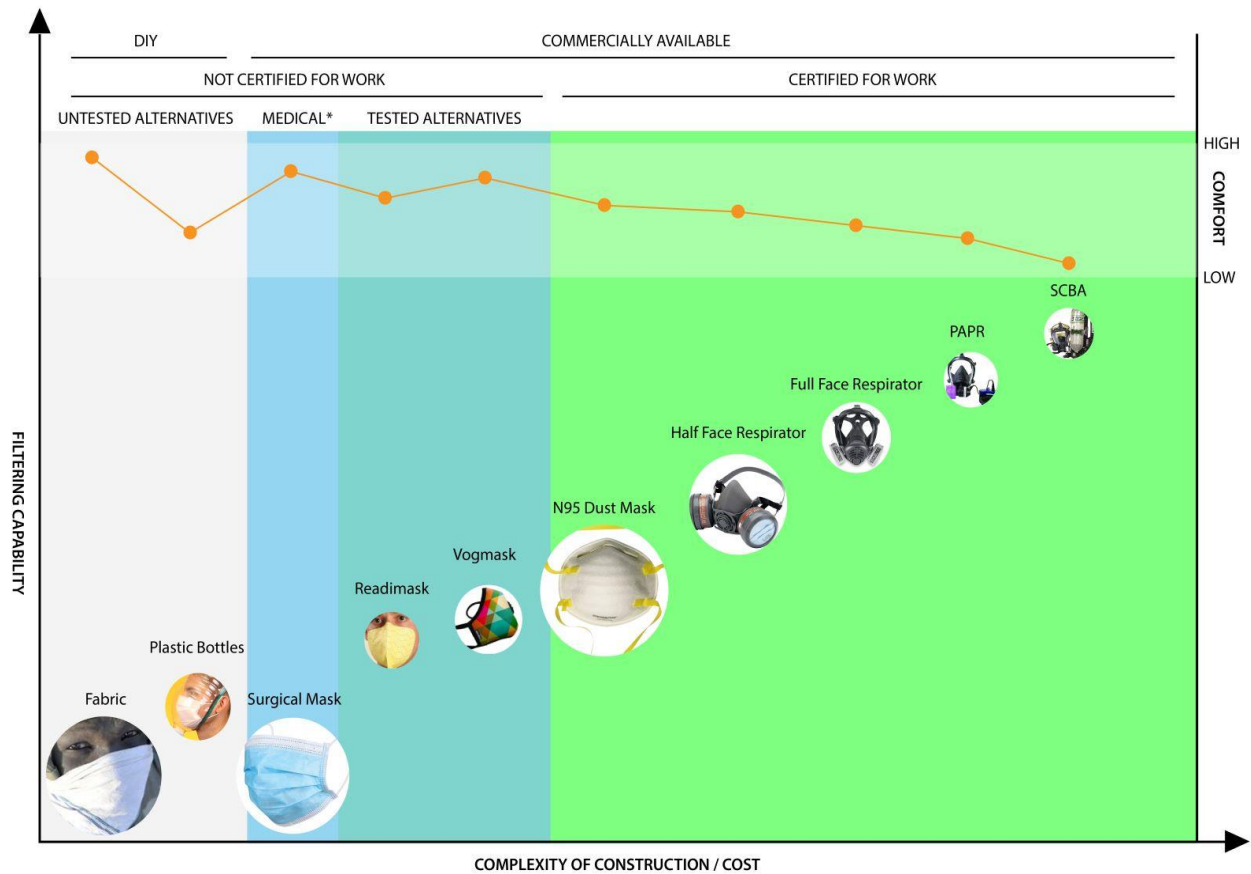 DIY
COMMERCIALLY AVAILABLE
NOT CERTIFIED FOR WORK
CERTIFIED FOR WORK
UNTESTED ALTERNATIVES
MEDICAL*
TESTED ALTERNATIVES
HIGH
COMFORT
LOW
SCBA
PAPR
Full Face Respirator
Half Face Respirator
N95 Dust Mask
Vogmask
Readimask
Plastic Bottles
Fabric
Surgical Mask
FILTERING CAPABILITY
COMPLEXITY OF CONSTRUCTION / COST